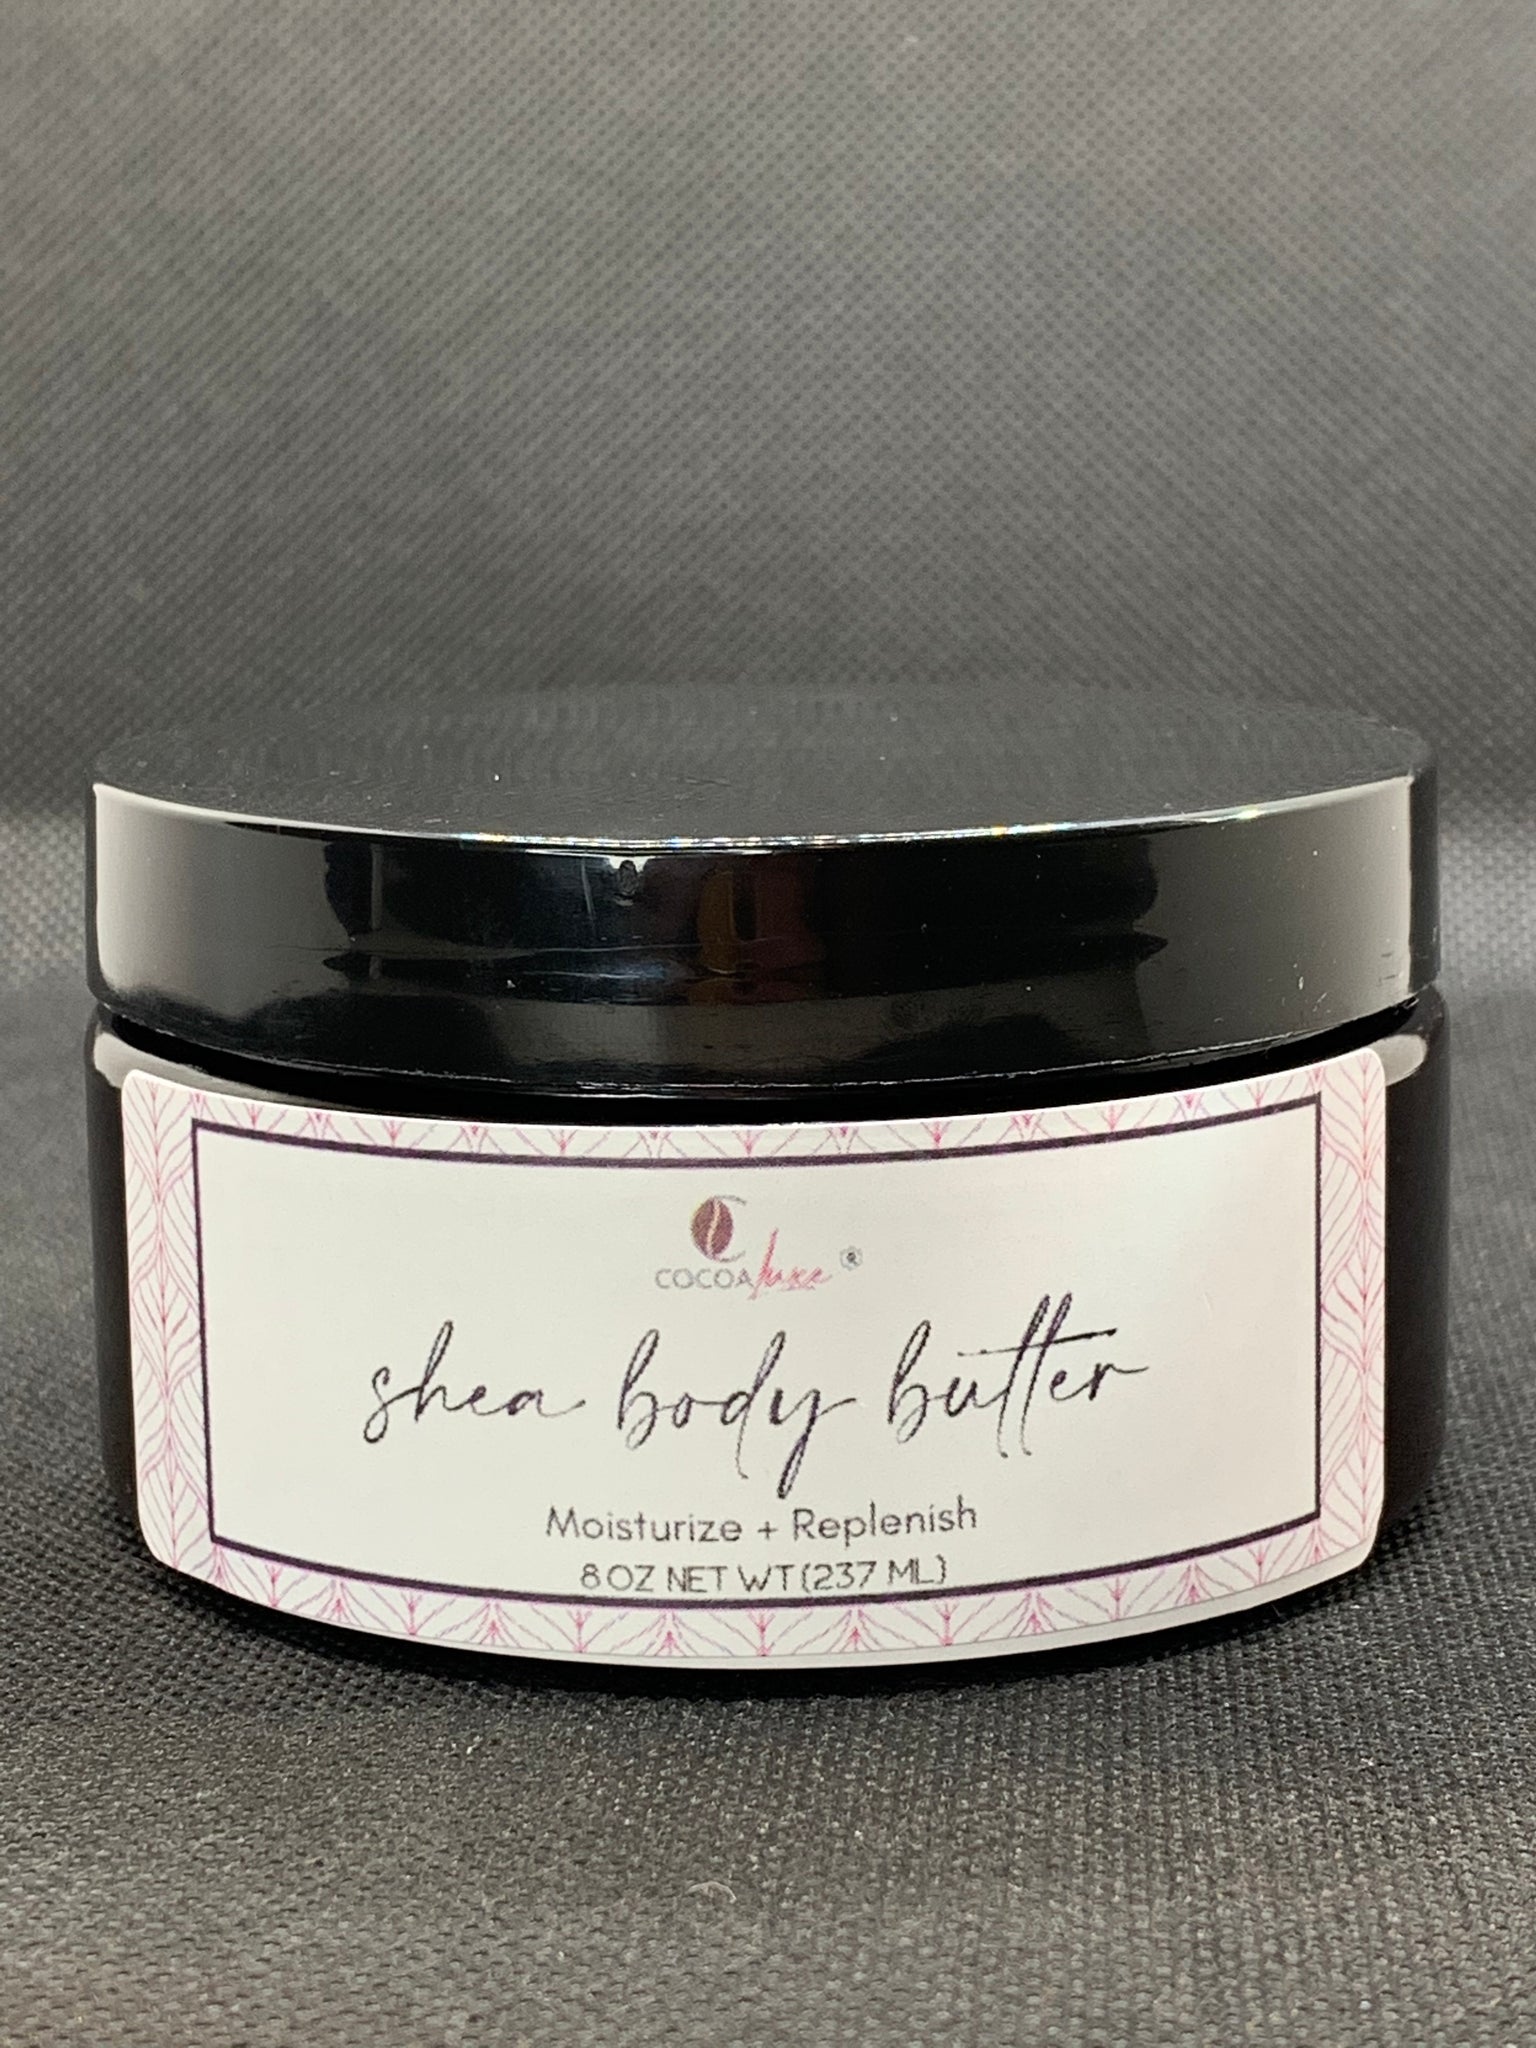 COCOAluxe ®
shea body butter
Moisturize + Replenish
8 OZ NET WT (237 ML)